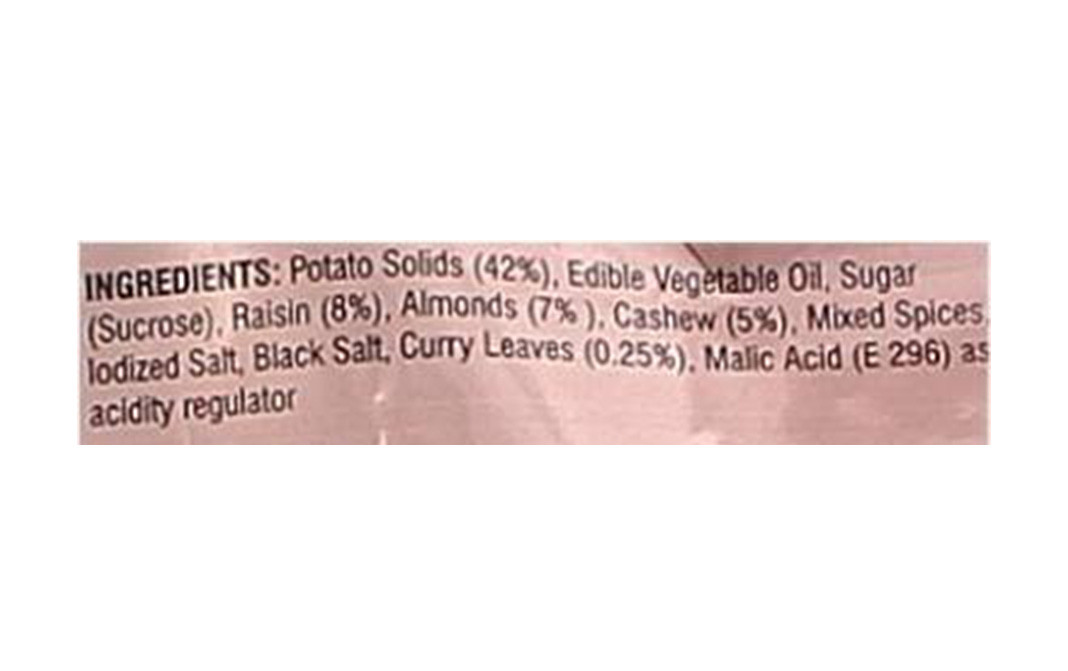 INGREDIENTS: Potato Solids (42%), Edible Vegetable Oil, Sugar
(Sucrose), Raisin (8%), Almonds (7% ), Cashew (5%), Mixed Spices,
Iodized Salt, Black Salt, Curry Leaves (0.25%), Malic Acid (E 296) as
acidity regulator